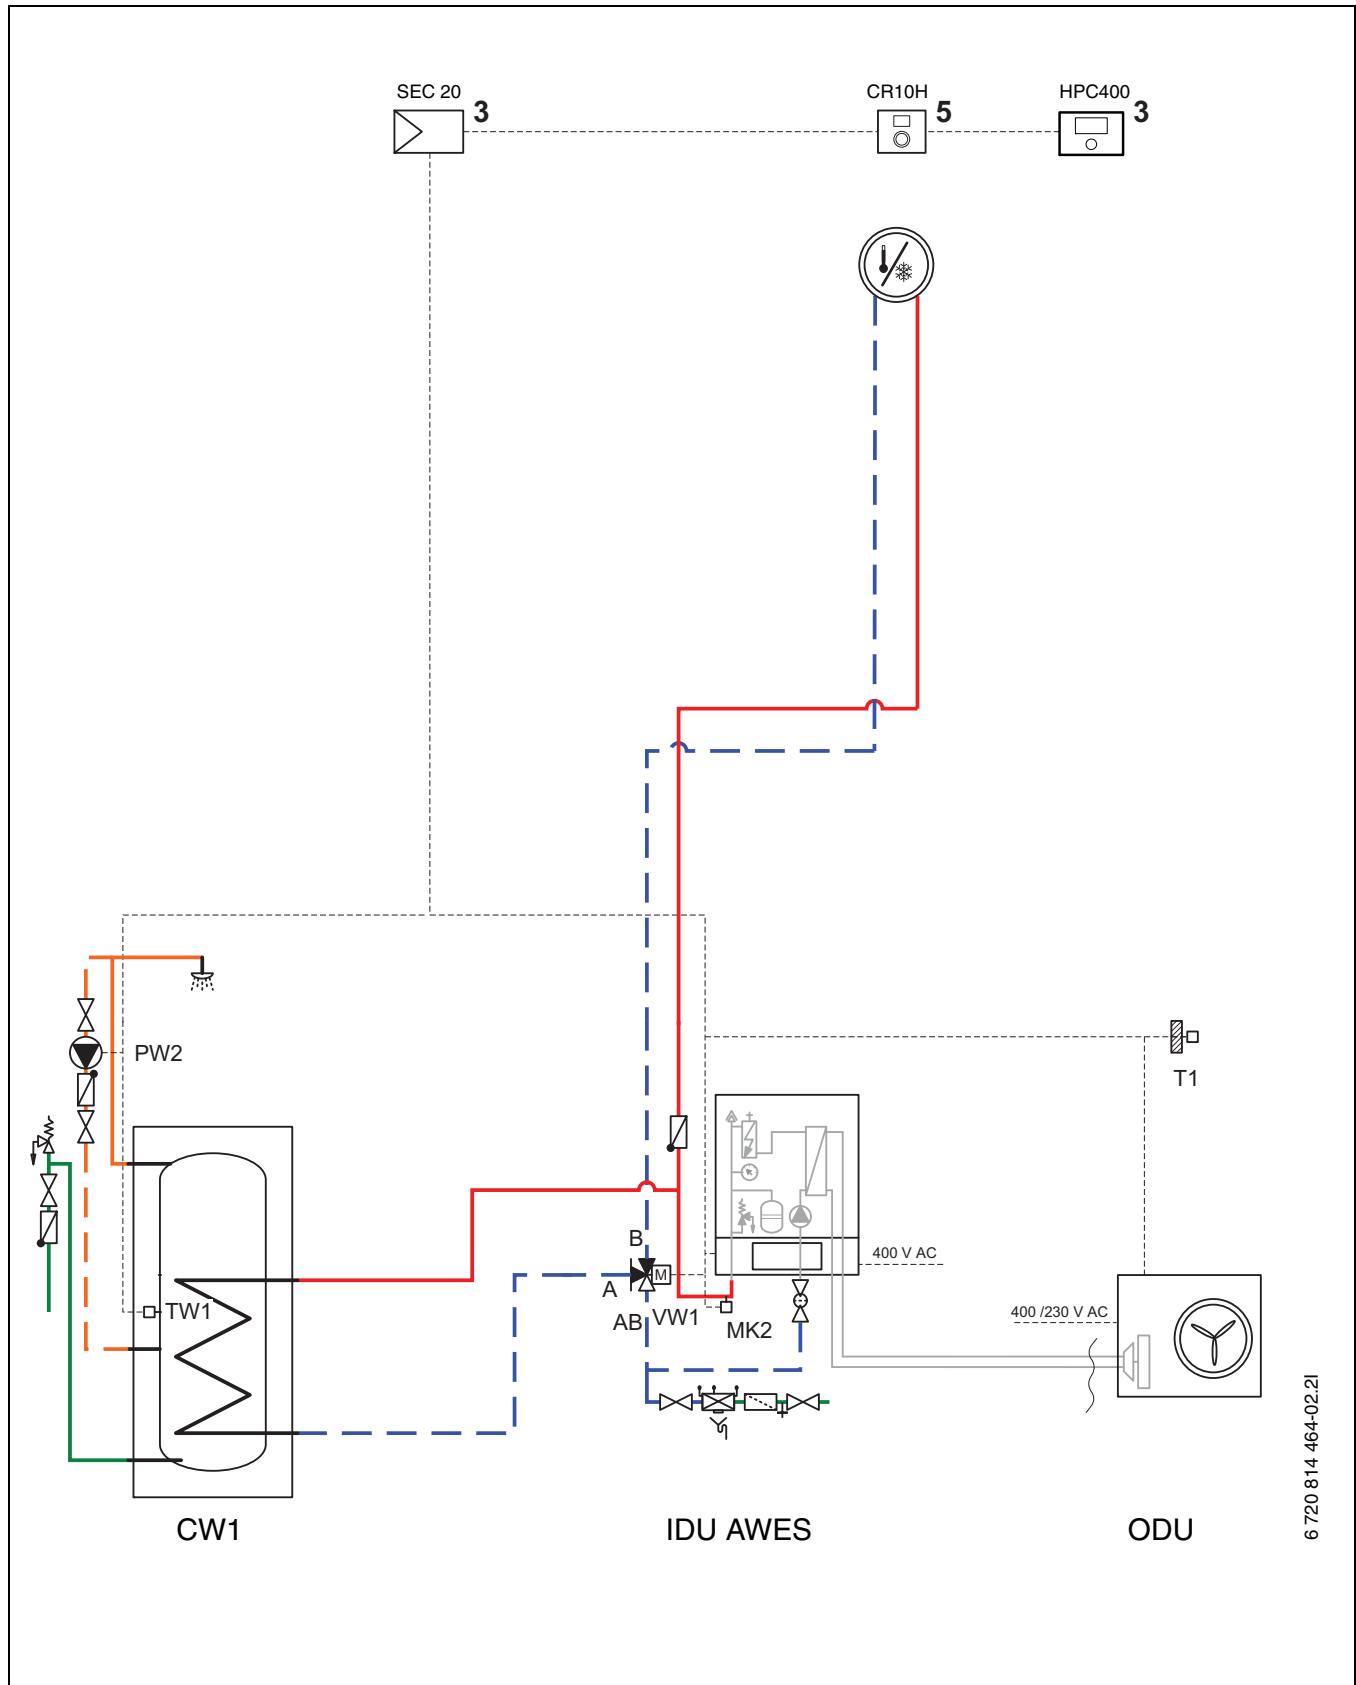 SEC 20
3
CR10H
5
HPC400
3
PW2
T1
B
M
A
AB
VW1
MK2
TW1
400 V AC
400 /230 V AC
CW1
IDU AWES
ODU
6 720 814 464-02.2I